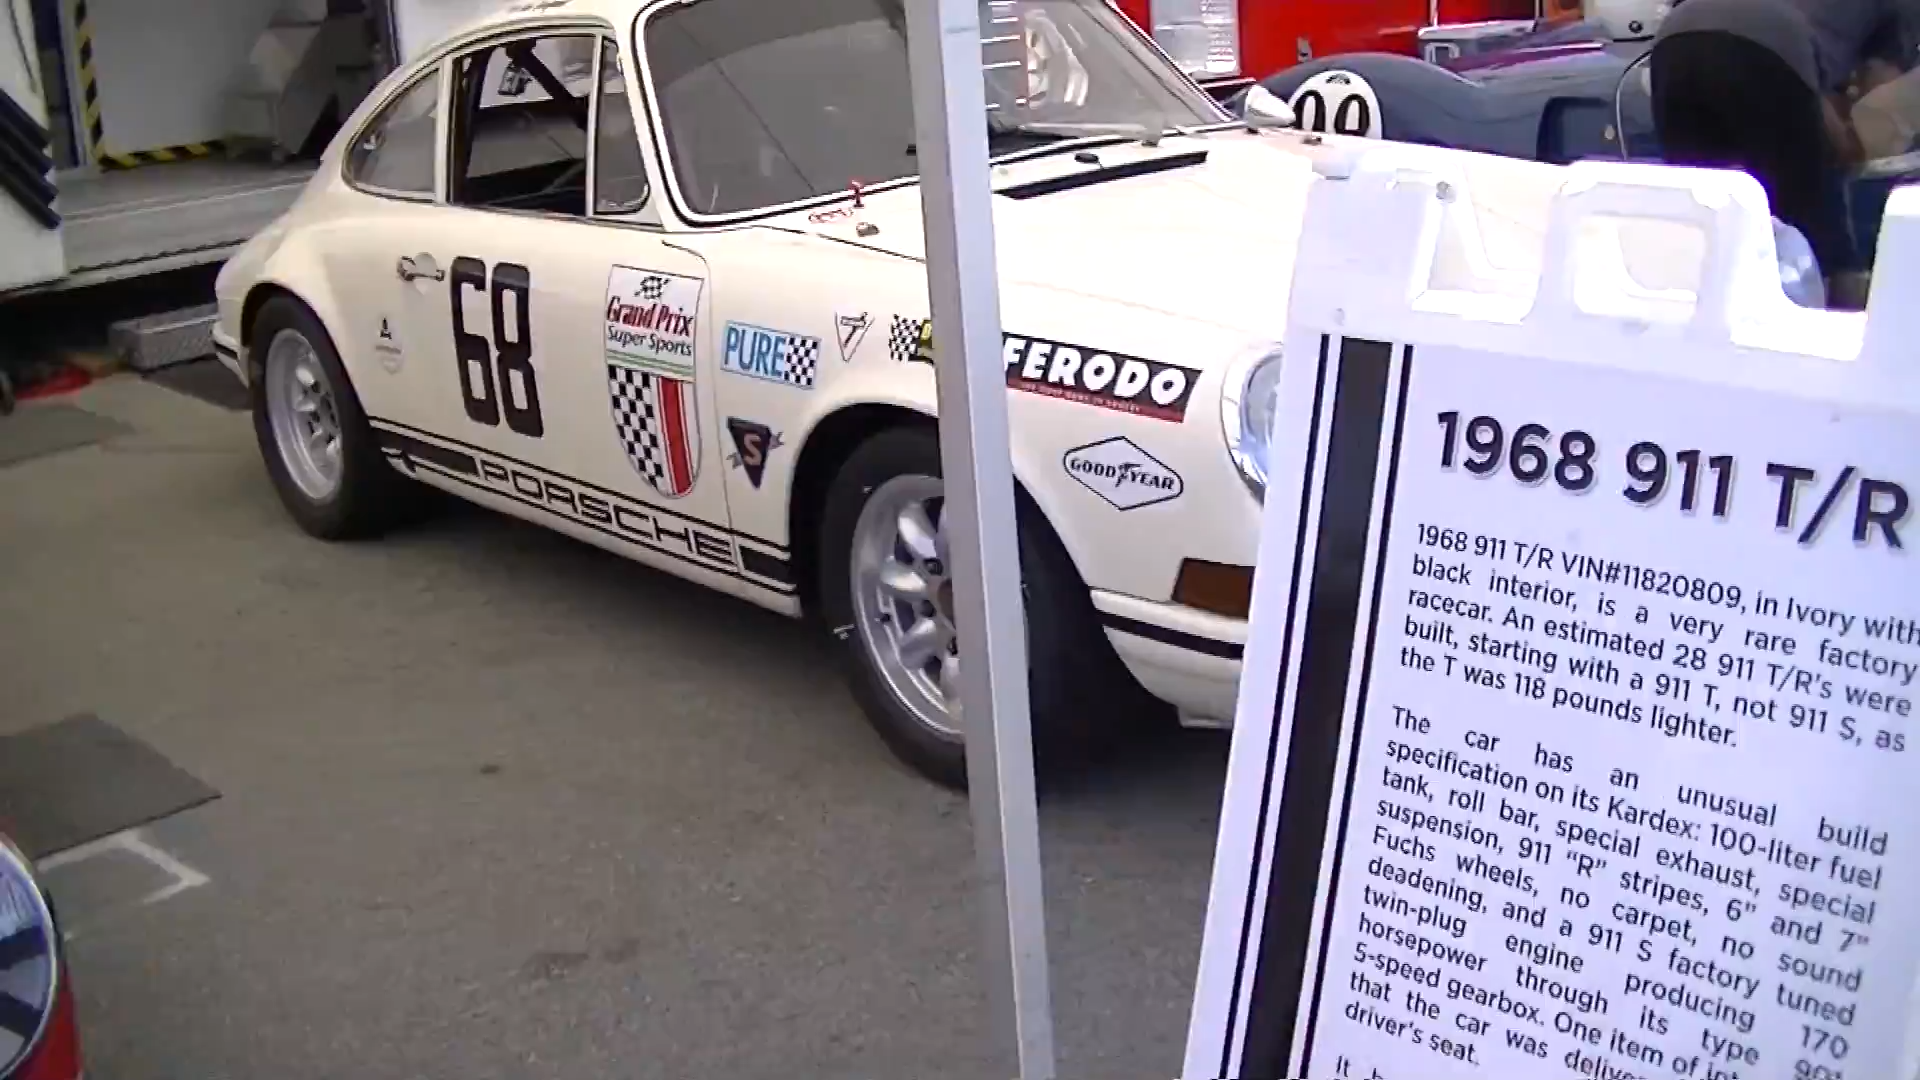 68
Grand Prix
Super Sports
PURE
7
FERODO
S
GOOD YEAR
PORSCHE
99
1968 911 T/R
1968 911 T/R VIN#11820809, in Ivory with
black interior, is a very rare factory
racecar. An estimated 28 911 T/R's were
built, starting with a 911 T, not 911 S, as
the T was 118 pounds lighter.
The car has an unusual build
specification on its Kardex: 100-liter fuel
tank, roll bar, special exhaust, special
suspension, 911 "R" stripes, 6" and 7"
Fuchs wheels, no carpet, no sound
deadening, and a 911 S factory tuned
twin-plug engine producing 170
horsepower through its type 901
5-speed gearbox. One item of
that the car was
driver's seat.
It